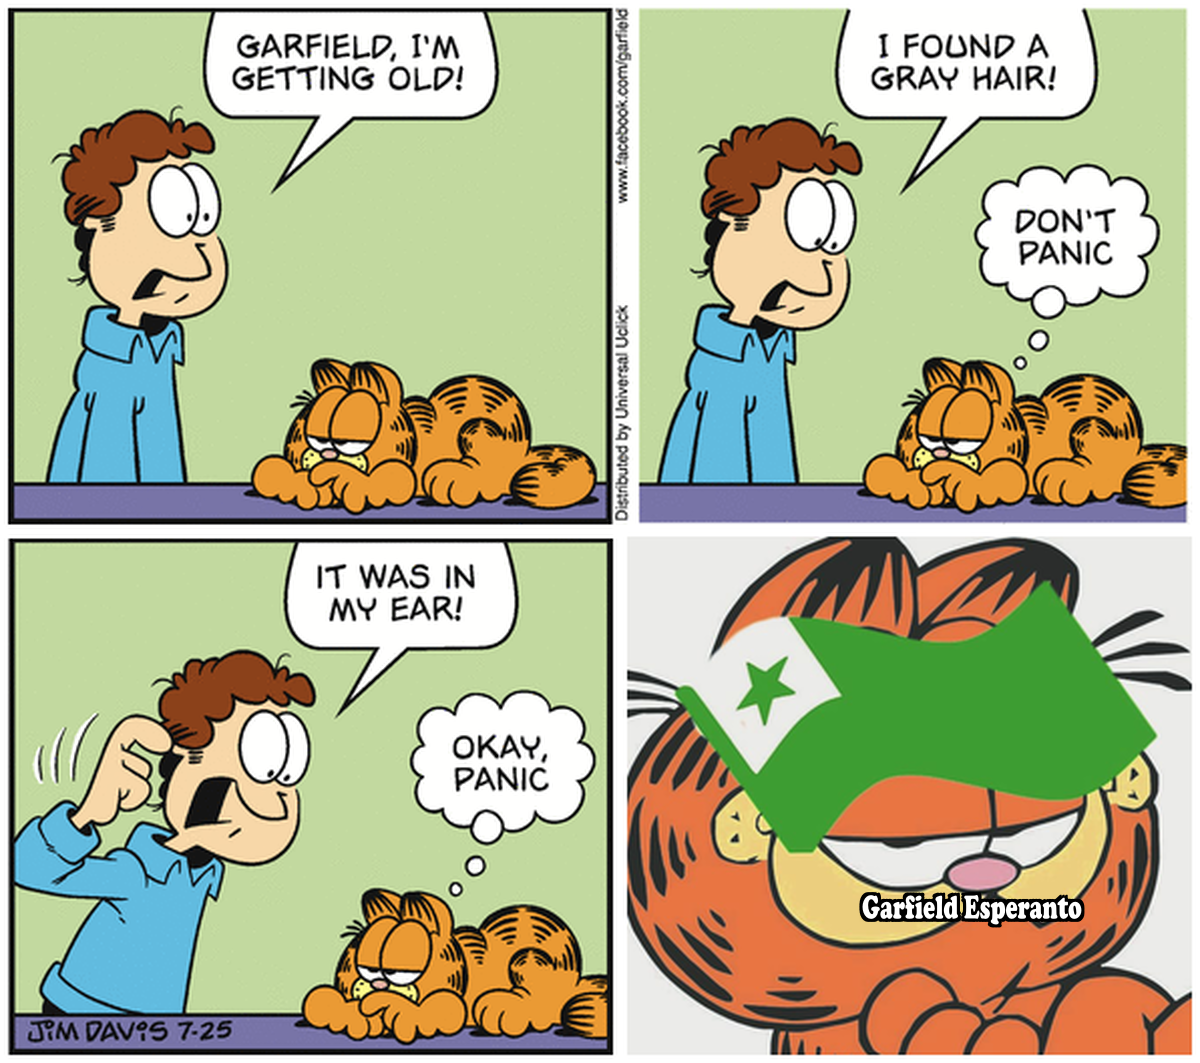 GARFIELD, I'M
GETTING OLD!
www.facebook.com/garfield
Distributed by Universal Uclick
I FOUND A
GRAY HAIR!
DON'T
PANIC
IT WAS IN
MY EAR!
OKAY,
PANIC
JIM DAVIS 7-25
Garfield Esperanto